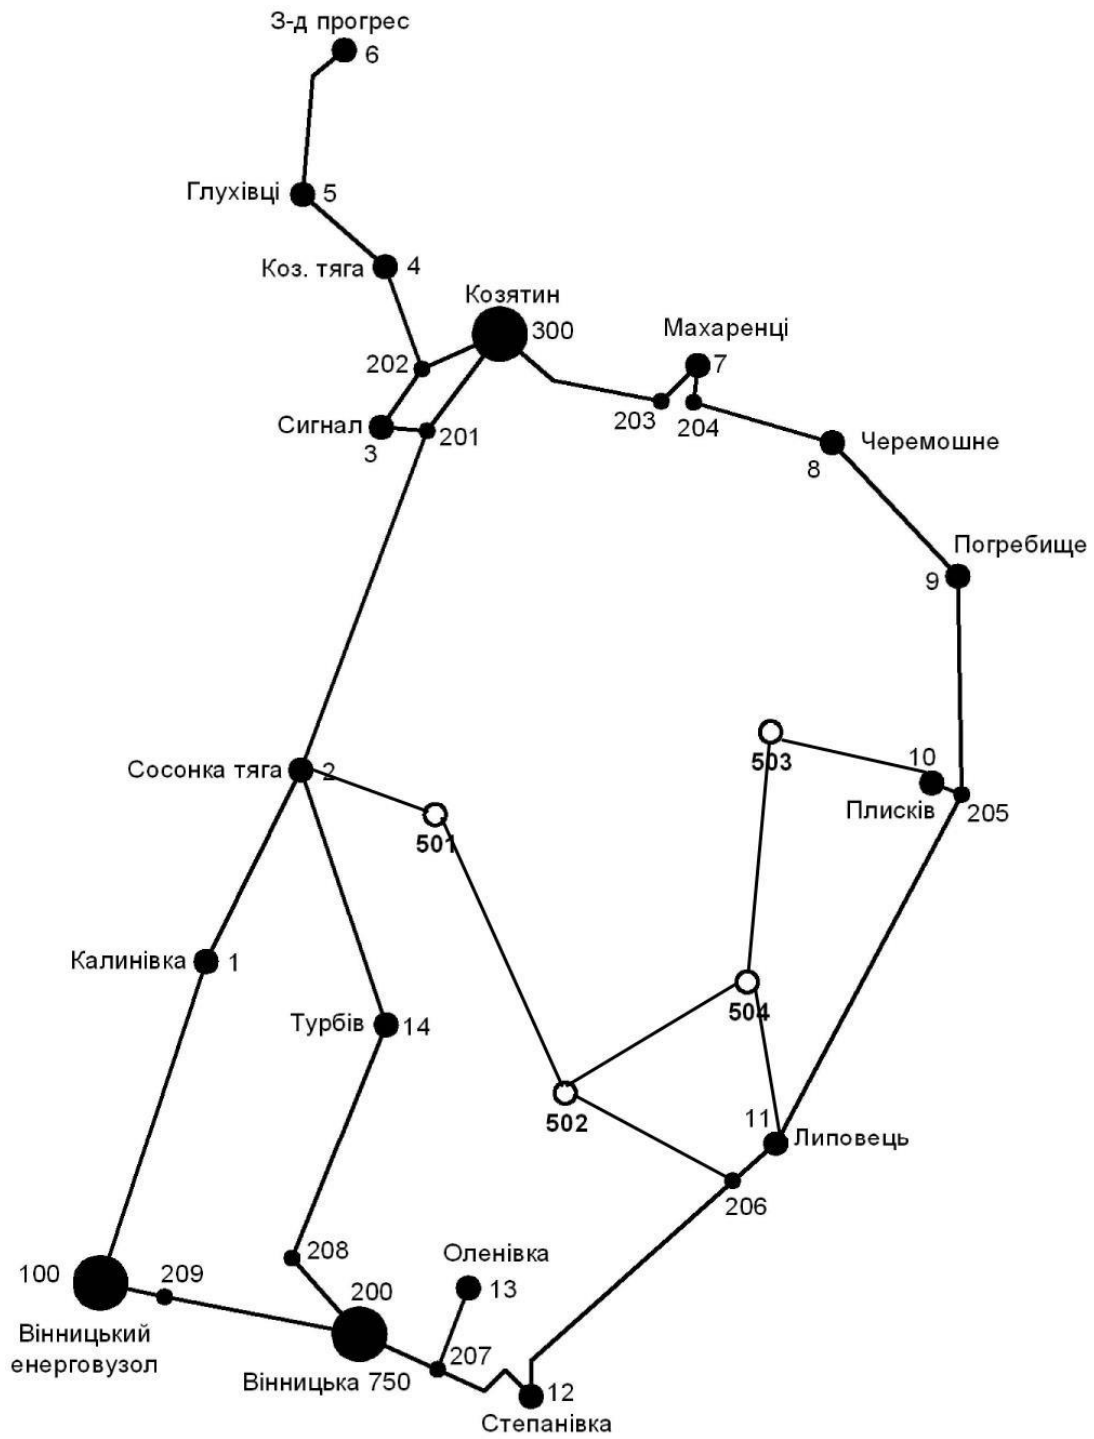 З-д прогрес
6
Глухівці 5
Коз. тяга 4
Козятин
300
Махаренці
7
202
203 204
Сигнал
3
201
Черемошне
8
Погребище
9
503
10
Плисків
205
Сосонка тяга 2
501
Калинівка 1
504
Турбів 14
502
11
Липовець
206
208
Оленівка
13
100
209
200
Вінницький
енерговузол
207
Вінницька 750
12
Степанівка